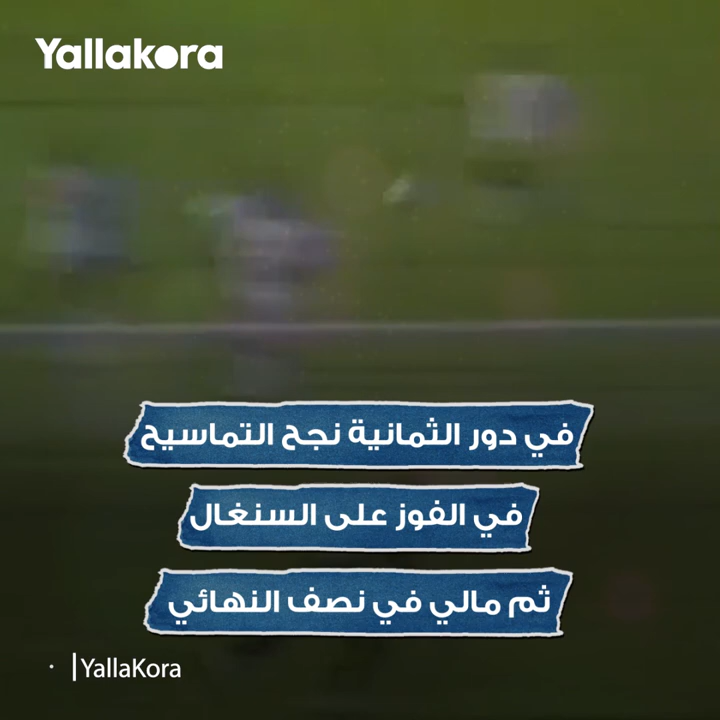 Yallakora
في دور الثمانية نجح التماسيح
في الفوز على السنغال
ثم مالي في نصف النهائي
YallaKora